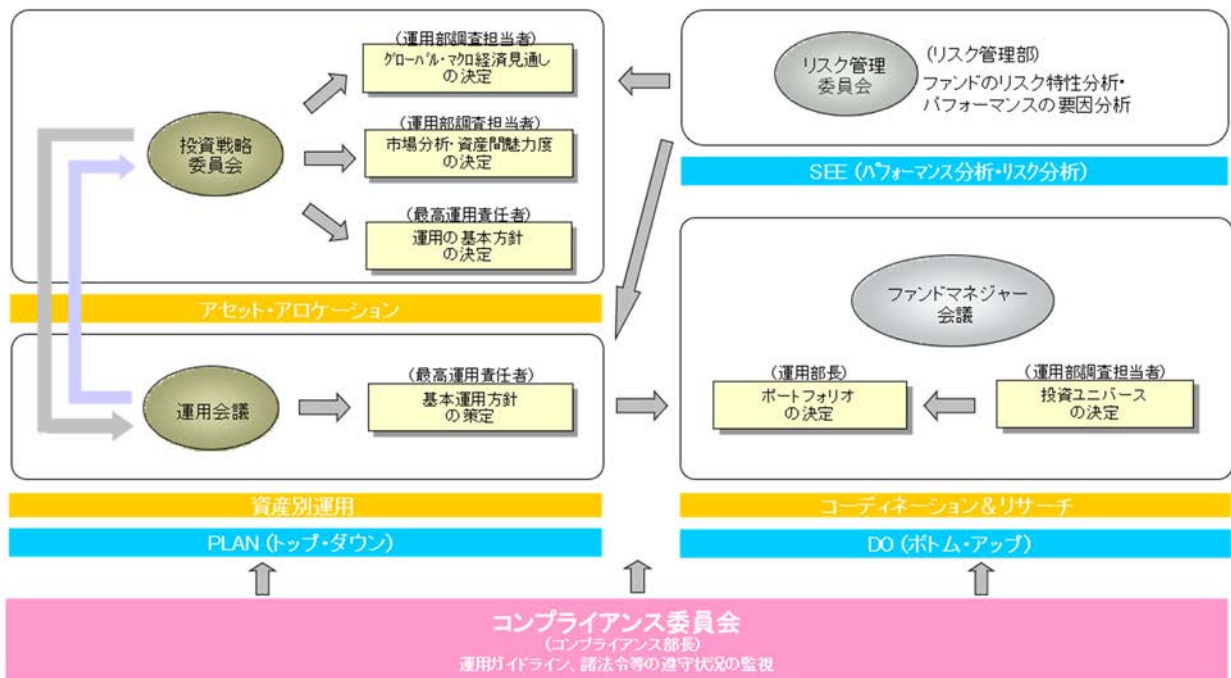 (運用部調査担当者)
グローバル・マクロ経済見通し
の決定
投資戦略
委員会
(運用部調査担当者)
市場分析・資産間魅力度
の決定
(最高運用責任者)
運用の基本方針
の決定
アセット・アロケーション
リスク管理
委員会
(リスク管理部)
ファンドのリスク特性分析・
パフォーマンスの要因分析
SEE (パフォーマンス分析・リスク分析)
運用会議
(最高運用責任者)
基本運用方針
の策定
資産別運用
PLAN (トップ・ダウン)
ファンドマネジャー
会議
(運用部長)
ポートフォリオ
の決定
(運用部調査担当者)
投資ユニバース
の決定
コーディネーション&リサーチ
DO (ボトム・アップ)
コンプライアンス委員会
(コンプライアンス部長)
運用ガイドライン、諸法令等の遵守状況の監視